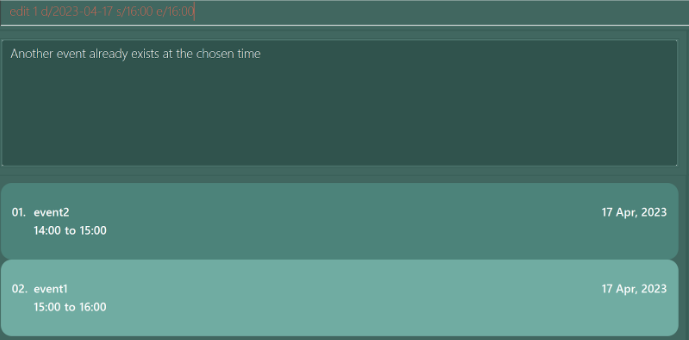 edit 1 d/2023-04-17 s/16:00 e/16:00
Another event already exists at the chosen time
01. event2 17 Apr, 2023
14:00 to 15:00
02. event1 17 Apr, 2023
15:00 to 16:00